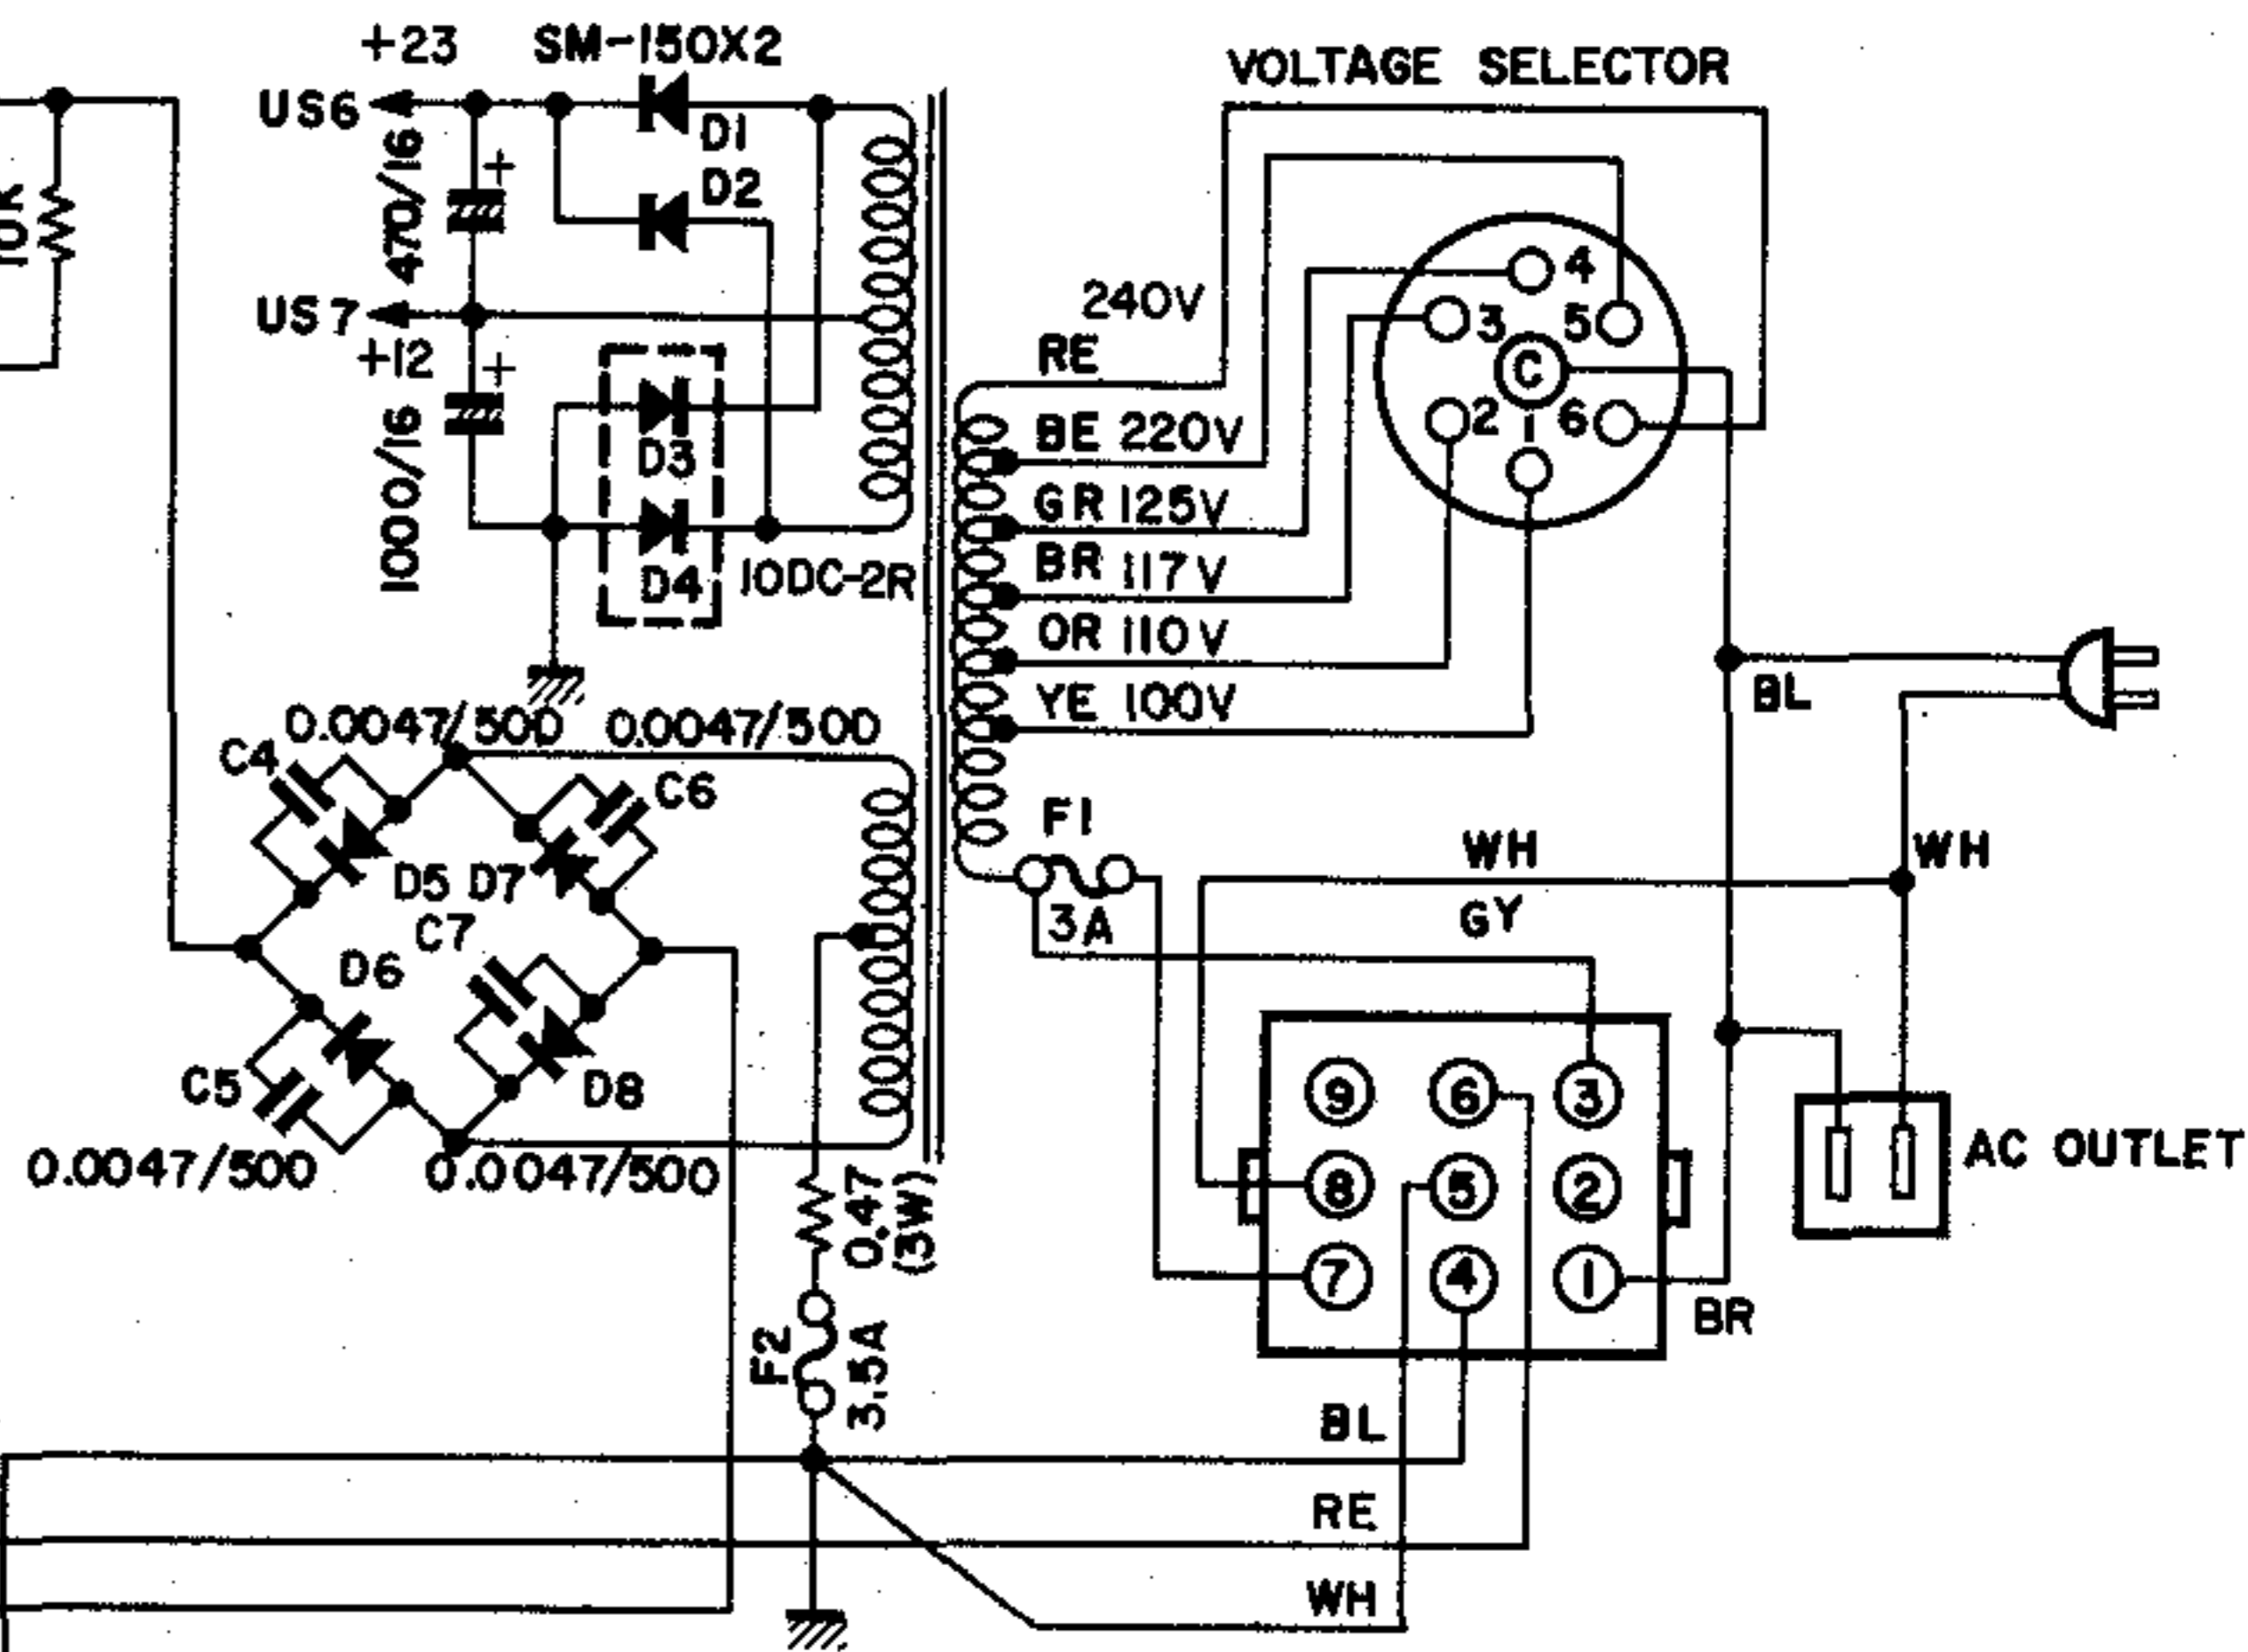 +23 SM-150X2
VOLTAGE SELECTOR
US6
D1
470/16 +
D2
US7
+12
+
1000/16
D3
D4
10DC-2R
240V
RE
BE 220V
GR 125V
BR 117V
OR 110V
YE 100V
4
3 5
C
2 6
1
BL
0.0047/500 0.0047/500
C4 C6
D5 D7
C7
D6
C5 D8
0.0047/500 0.0047/500
F1
3A
WH
WH
GY
9 6 3
8 5 2
7 4 1
AC OUTLET
BR
0.47
(3W)
F2
3.5A
BL
RE
WH